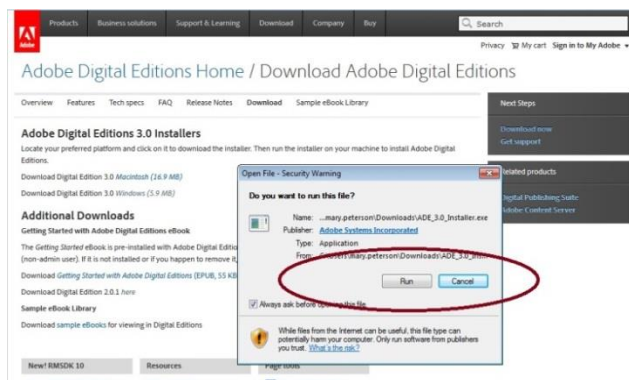 Products Business solutions Support & Learning Download Company Buy Search
Adobe
Privacy My cart Sign in to My Adobe
Adobe Digital Editions Home / Download Adobe Digital Editions
Overview Features Tech specs FAQ Release Notes Download Sample eBook Library
Next Steps
Download now
Get support
Related products
Digital Publishing Suite
Adobe Content Server
Adobe Digital Editions 3.0 Installers
Locate your preferred platform and click on it to download the installer. Then run the installer on your machine to install Adobe Digital
Editions.
Download Digital Edition 3.0 Macintosh (16.9 MB)
Download Digital Edition 3.0 Windows (5.9 MB)
Additional Downloads
Getting Started with Adobe Digital Editions eBook
The Getting Started eBook is pre-installed with Adobe Digital Editio
(non-admin user). If it is not installed or if you happen to remove it,
Download Getting Started with Adobe Digital Editions (EPUB, 55 KB
Download Digital Edition 2.0.1 here
Sample eBook Library
Download sample eBooks for viewing in Digital Editions
New! RMSDK 10 Resources Page tools
Open File - Security Warning
Do you want to run this file?
Name: ...mary.peterson\Downloads\ADE_3.0_Installer.exe
Publisher: Adobe Systems Incorporated
Type: Application
From: C:\Users\mary.peterson\Downloads\ADE_3.0_Inst...
Run Cancel
Always ask before opening this file
While files from the Internet can be useful, this file type can
potentially harm your computer. Only run software from publishers
you trust. What's the risk?